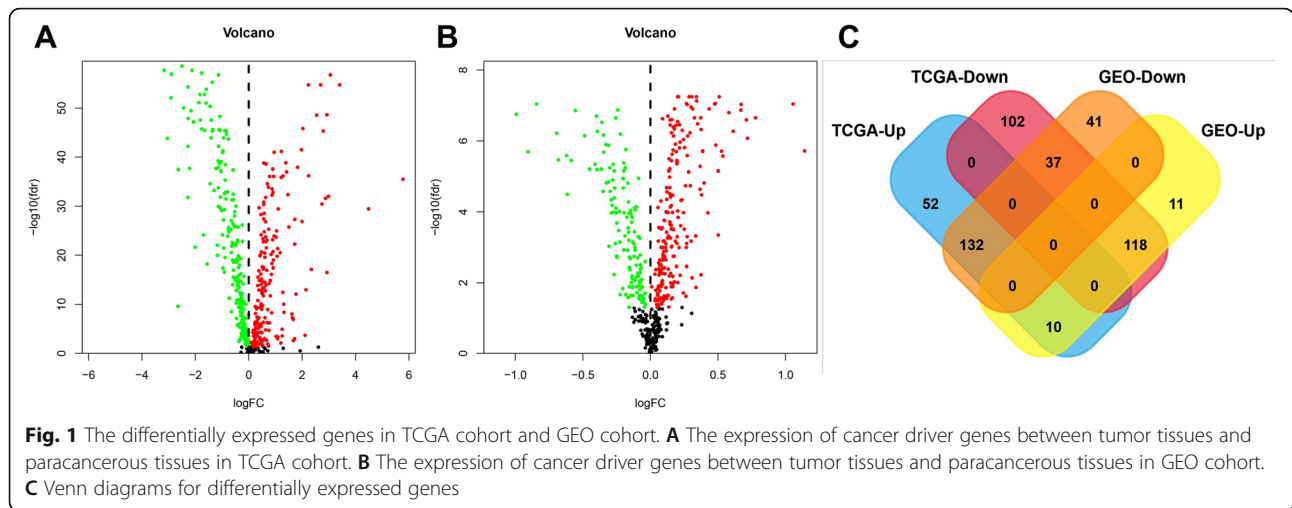 A
Volcano
−log10(fdr)
50
40
30
20
10
0
−6 −4 −2 0 2 4 6
logFC
B
Volcano
−log10(fdr)
8
6
4
2
0
−1.0 −0.5 0.0 0.5 1.0
logFC
C
TCGA-Down GEO-Down
TCGA-Up GEO-Up
102 41
0 37 0
52 0 0 11
132 0 118
0 0
10
Fig. 1 The differentially expressed genes in TCGA cohort and GEO cohort. A The expression of cancer driver genes between tumor tissues and
paracancerous tissues in TCGA cohort. B The expression of cancer driver genes between tumor tissues and paracancerous tissues in GEO cohort.
C Venn diagrams for differentially expressed genes